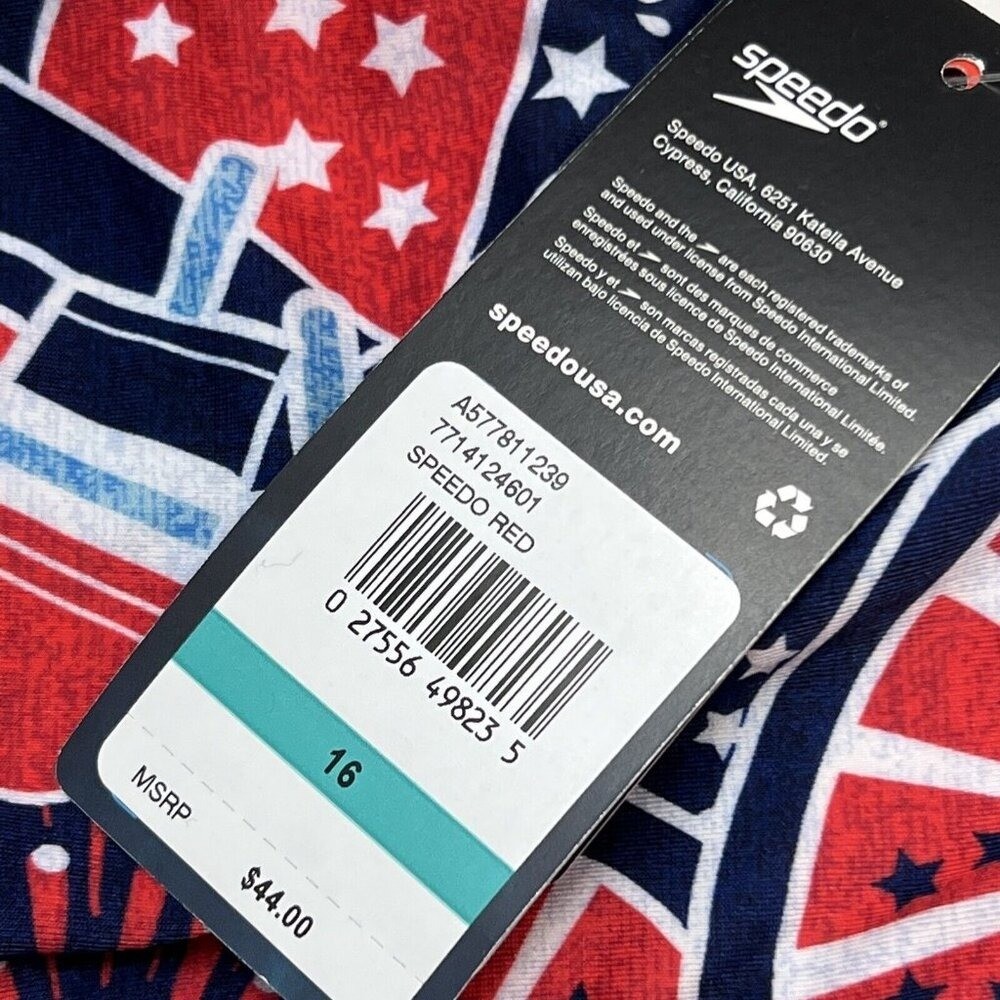 speedo
Speedo USA, 6251 Katella Avenue
Cypress, California 90630
Speedo and the are each registered trademarks of
and used under license from Speedo International Limited.
Speedo et sont des marques de commerce
enregistrées sous licence de Speedo International Limitée.
Speedo y el son marcas registradas cada una y se
utilizan bajo licencia de Speedo International Limited.
speedousa.com
A577811239
7714124601
SPEEDO RED
0 27556 49823 5
16
MSRP
$44.00